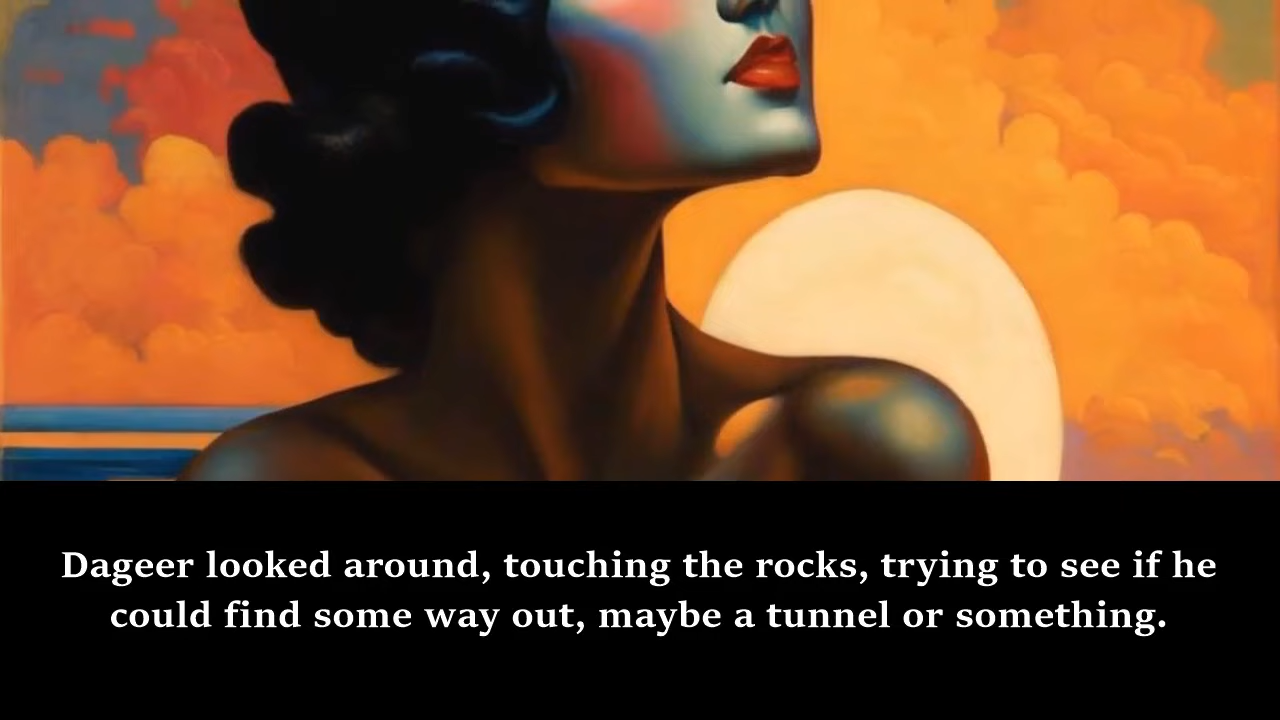 Dageer looked around, touching the rocks, trying to see if he
could find some way out, maybe a tunnel or something.